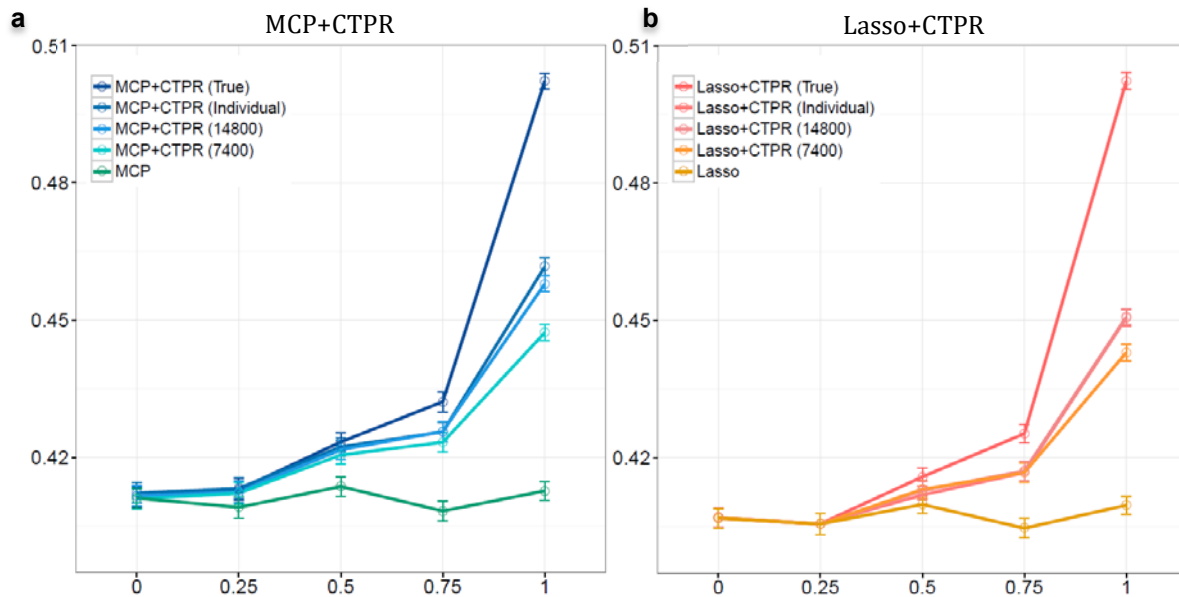 a
MCP+CTPR
0.51
0.48
0.45
0.42
MCP+CTPR (True)
MCP+CTPR (Individual)
MCP+CTPR (14800)
MCP+CTPR (7400)
MCP
0
0.25
0.5
0.75
1
b
Lasso+CTPR
0.51
0.48
0.45
0.42
Lasso+CTPR (True)
Lasso+CTPR (Individual)
Lasso+CTPR (14800)
Lasso+CTPR (7400)
Lasso
0
0.25
0.5
0.75
1